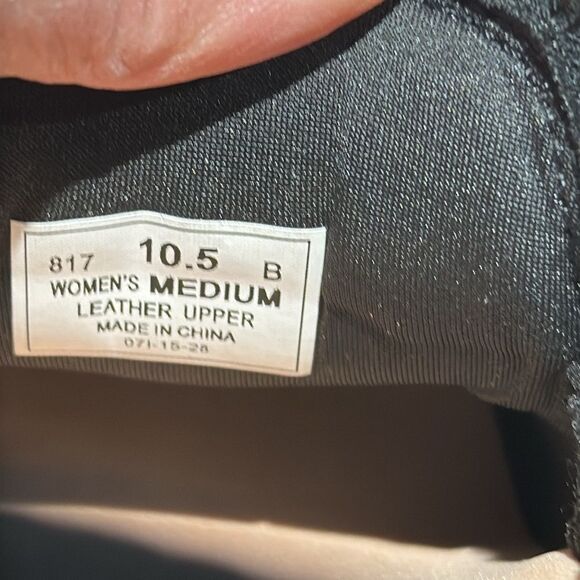 817 10.5 B
WOMEN'S MEDIUM
LEATHER UPPER
MADE IN CHINA
071-15-28